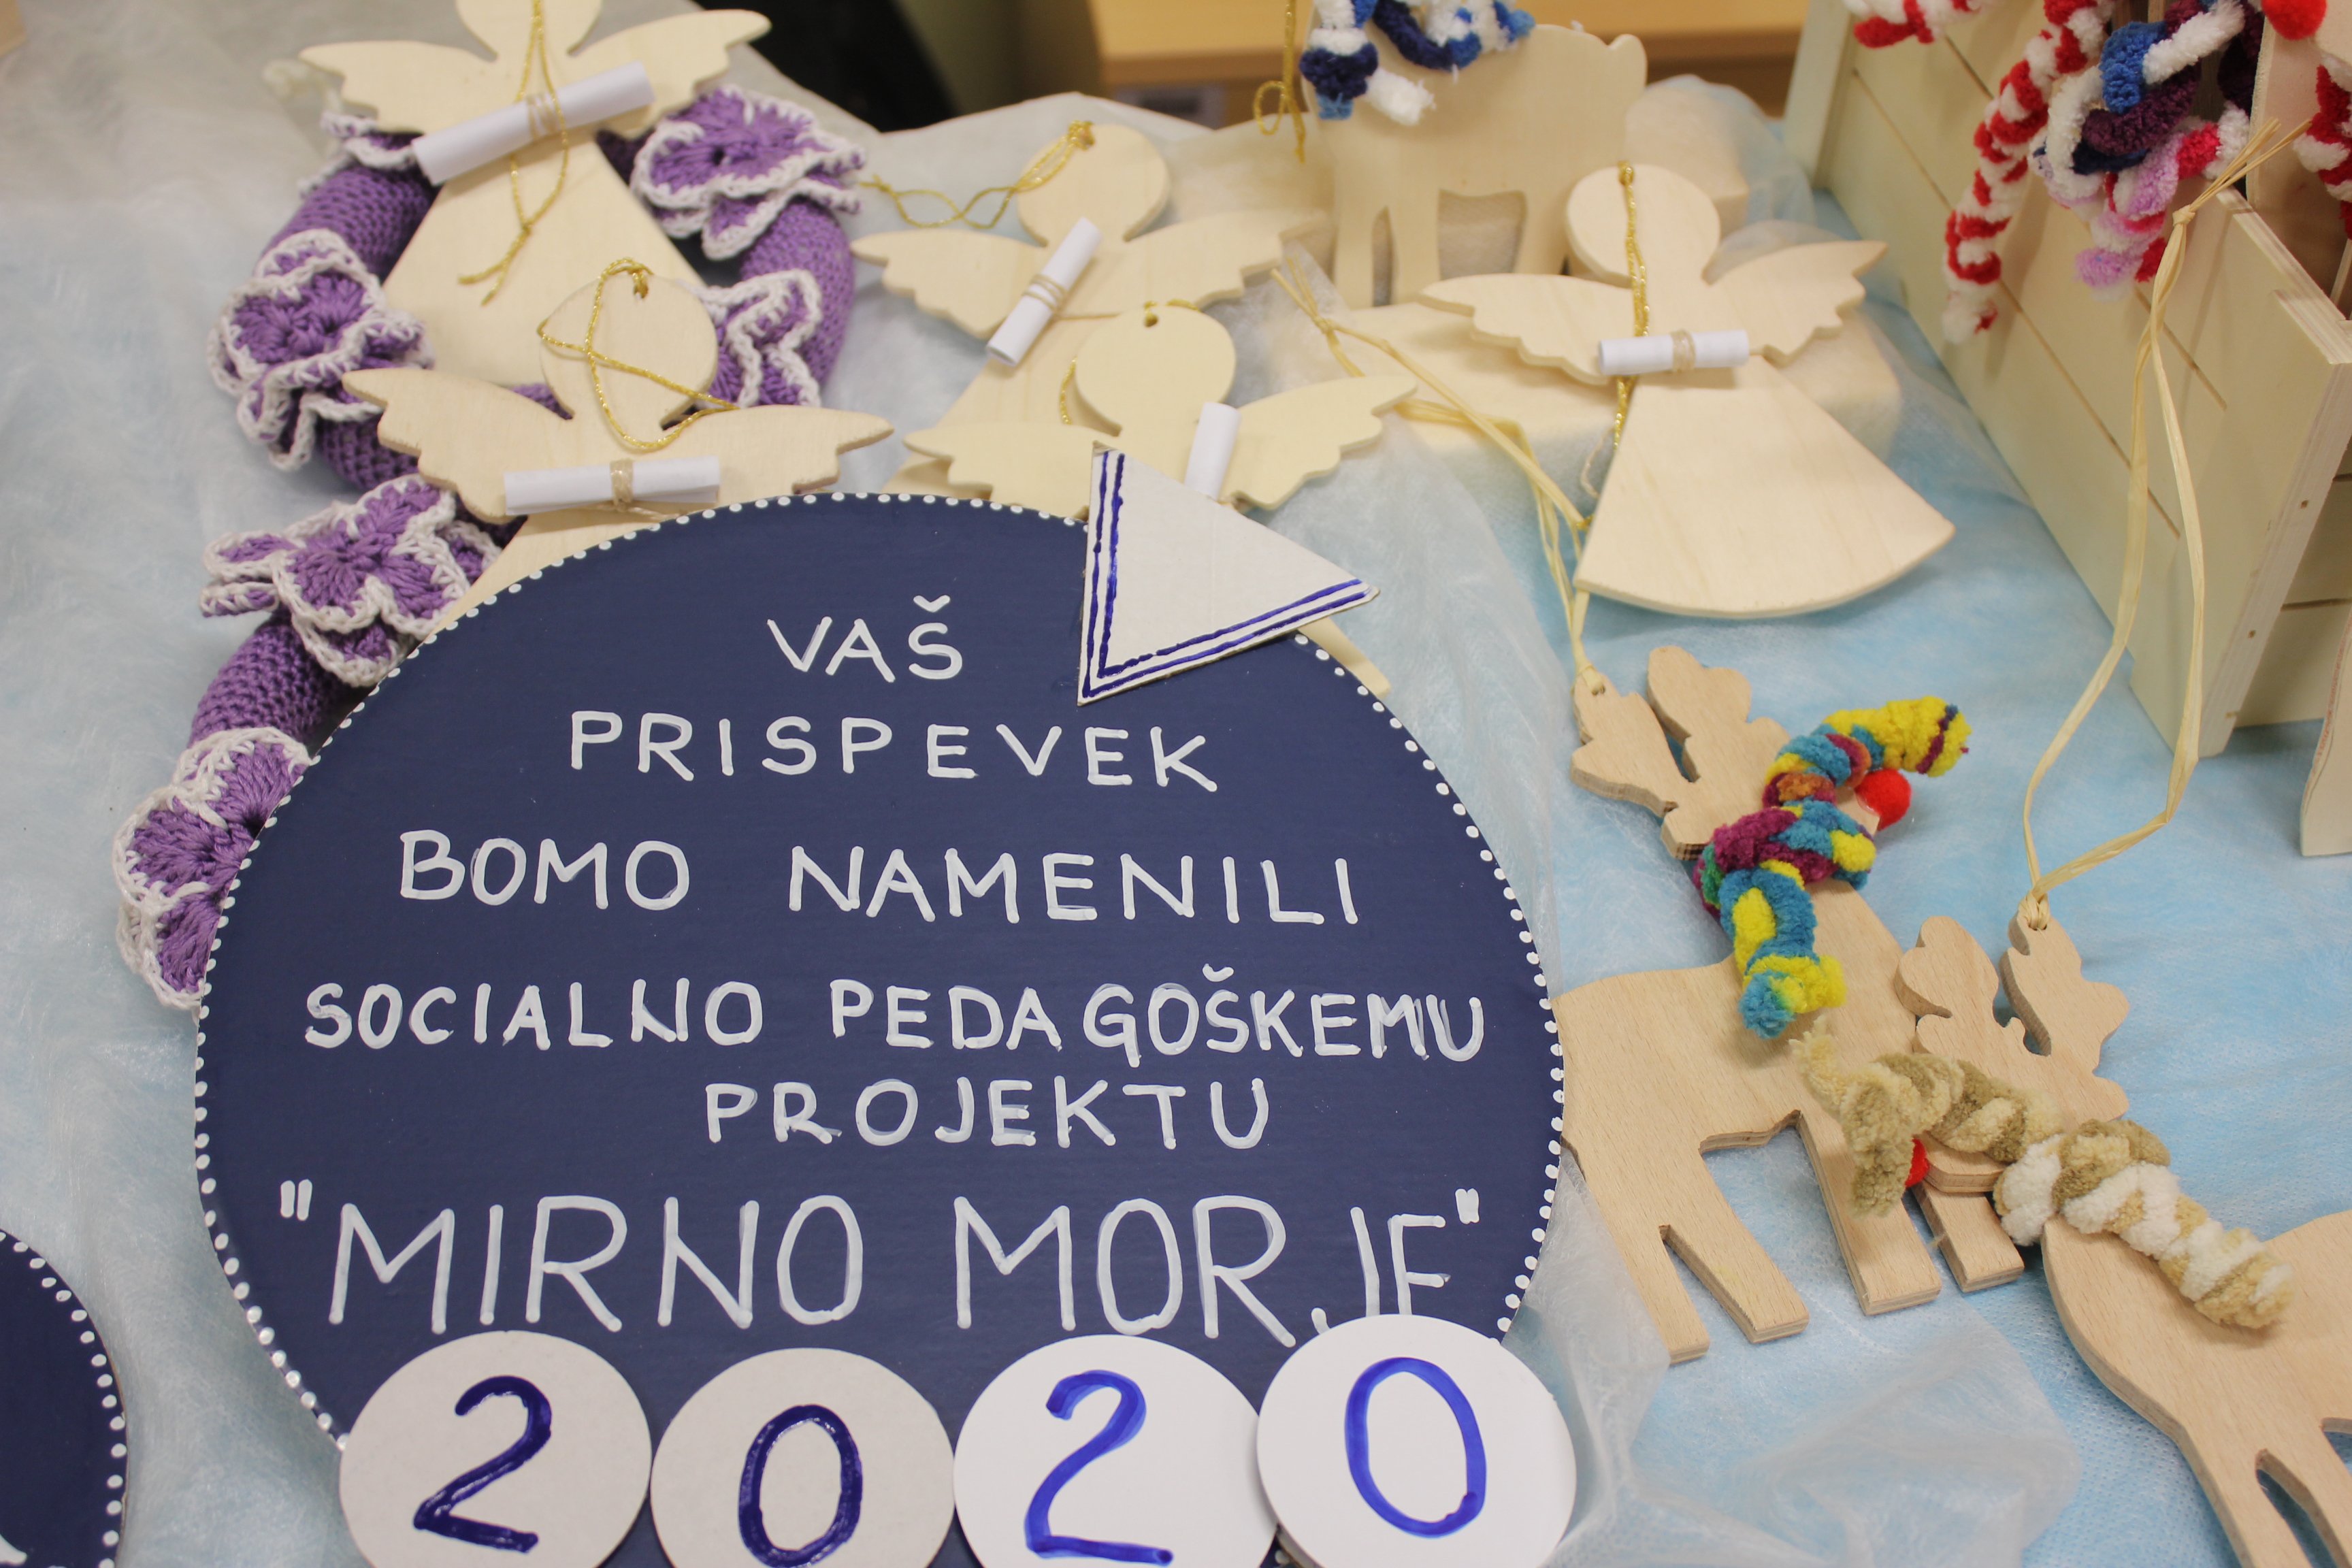 VAŠ
PRISPEVEK
BOMO NAMENILI
SOCIALNO PEDAGOŠKEMU
PROJEKTU
"MIRNO MORJE"
2020